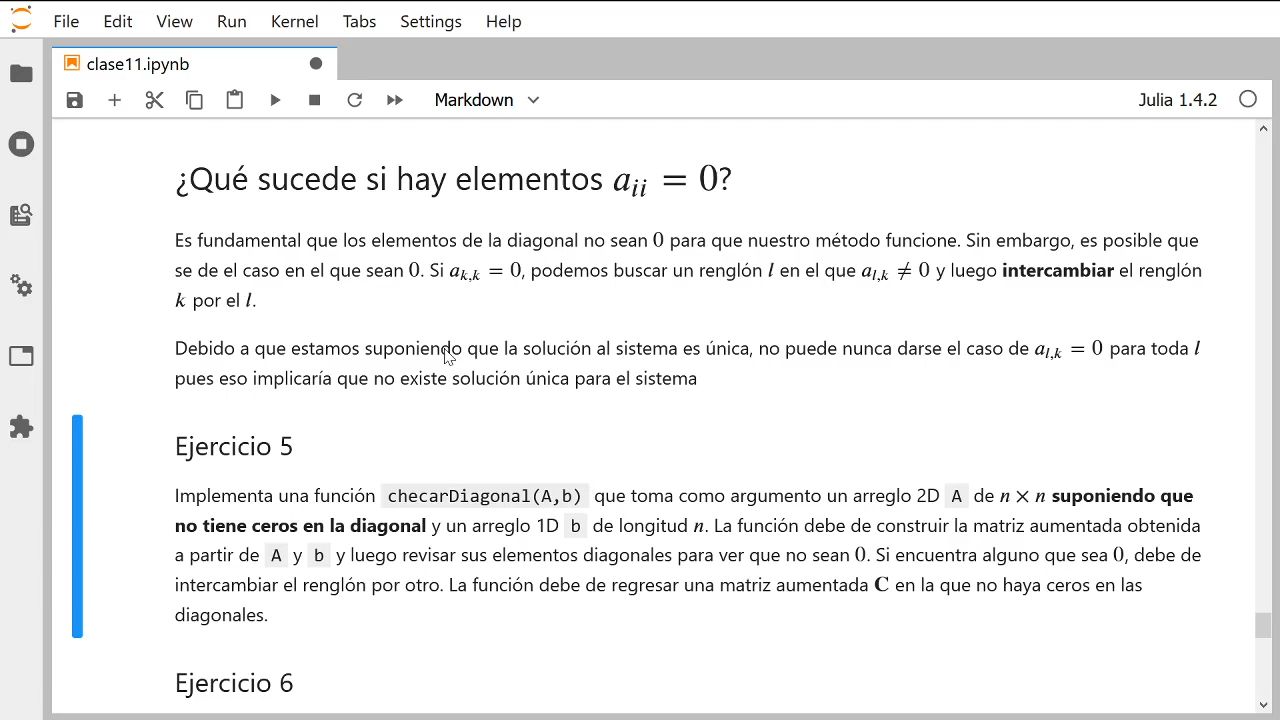 File Edit View Run Kernel Tabs Settings Help
clase11.ipynb
Markdown
Julia 1.4.2
¿Qué sucede si hay elementos a_{ii} = 0?
Es fundamental que los elementos de la diagonal no sean 0 para que nuestro método funcione. Sin embargo, es posible que
se de el caso en el que sean 0. Si a_{k,k} = 0, podemos buscar un renglón l en el que a_{l,k} ≠ 0 y luego intercambiar el renglón
k por el l.
Debido a que estamos suponiendo que la solución al sistema es única, no puede nunca darse el caso de a_{l,k} = 0 para toda l
pues eso implicaría que no existe solución única para el sistema
Ejercicio 5
Implementa una función checarDiagonal(A,b) que toma como argumento un arreglo 2D A de n × n suponiendo que
no tiene ceros en la diagonal y un arreglo 1D b de longitud n. La función debe de construir la matriz aumentada obtenida
a partir de A y b y luego revisar sus elementos diagonales para ver que no sean 0. Si encuentra alguno que sea 0, debe de
intercambiar el renglón por otro. La función debe de regresar una matriz aumentada C en la que no haya ceros en las
diagonales.
Ejercicio 6